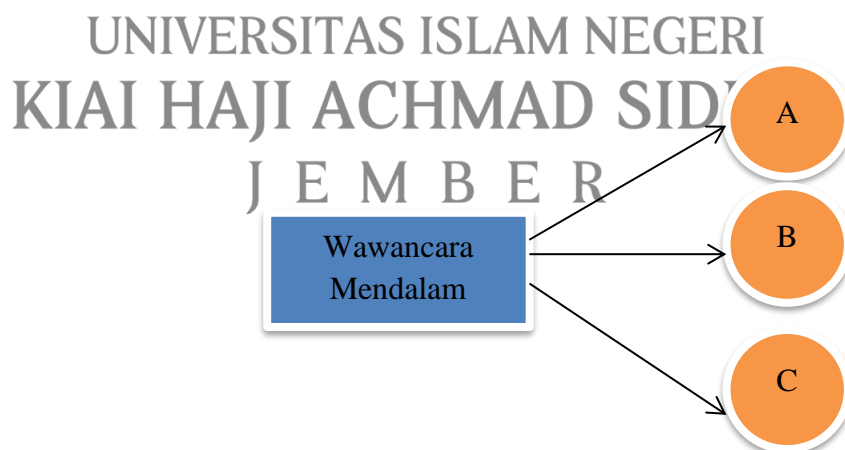 UNIVERSITAS ISLAM NEGERI
KIAI HAJI ACHMAD
J E M B E R
Wawancara
Mendalam
A
B
C